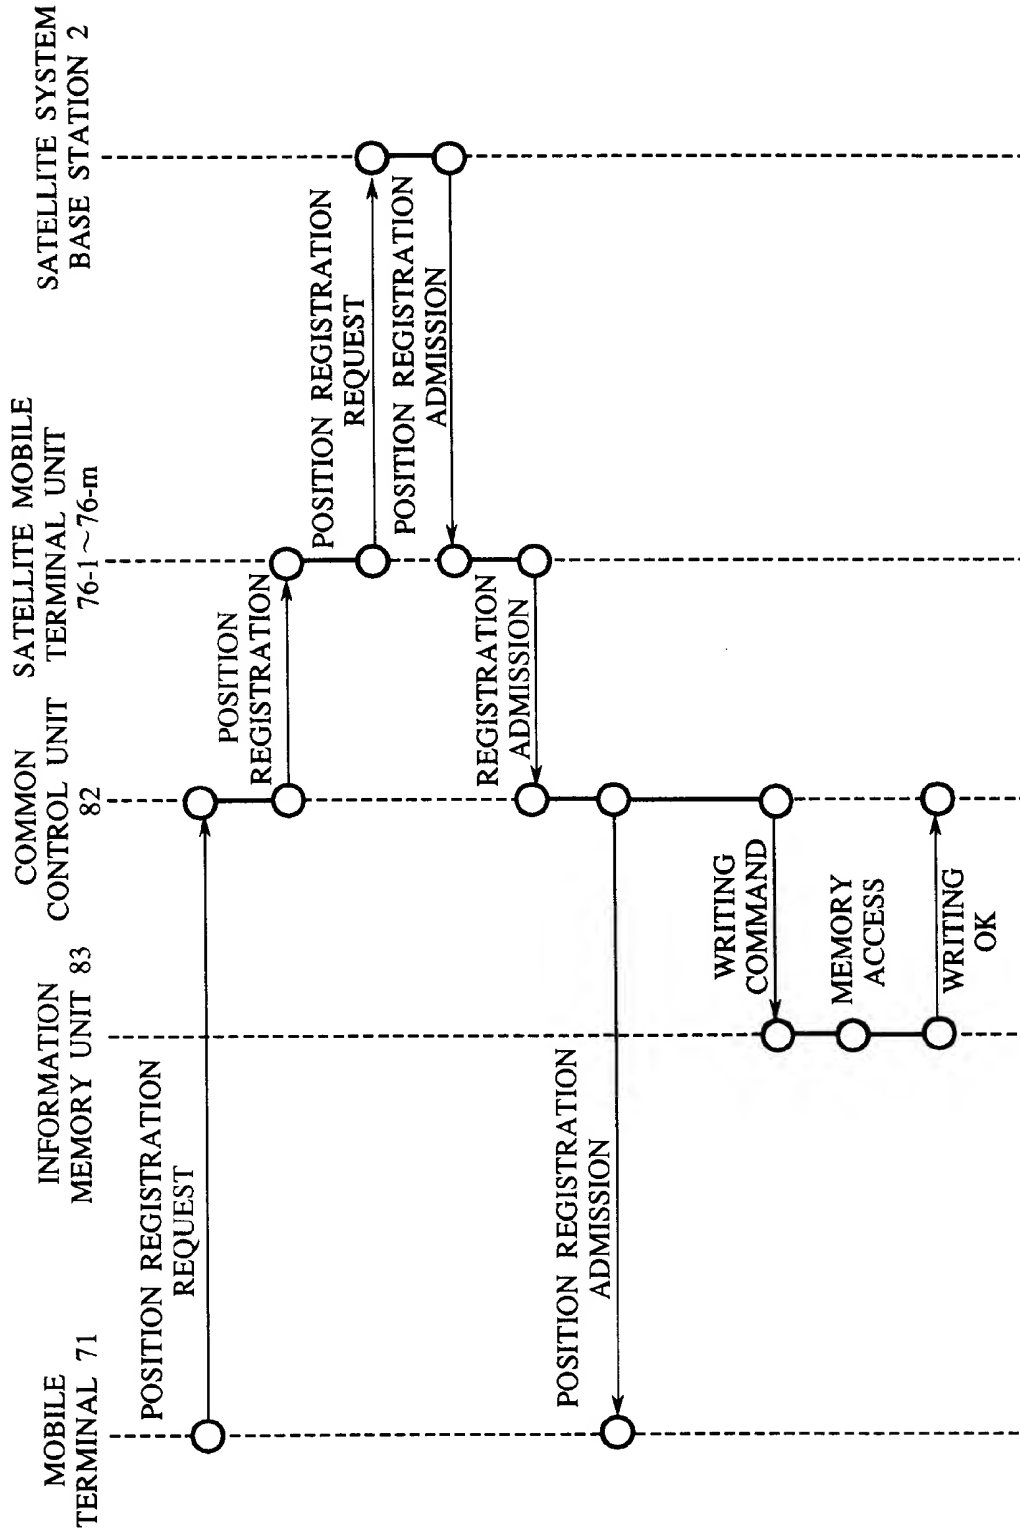 MOBILE
TERMINAL 71
INFORMATION
MEMORY UNIT 83
COMMON
CONTROL UNIT
82
SATELLITE MOBILE
TERMINAL UNIT
76-1~76-m
SATELLITE SYSTEM
BASE STATION 2
POSITION REGISTRATION
REQUEST
POSITION
REGISTRATION
POSITION REGISTRATION
REQUEST
POSITION REGISTRATION
ADMISSION
REGISTRATION
ADMISSION
POSITION REGISTRATION
ADMISSION
WRITING
COMMAND
MEMORY
ACCESS
WRITING
OK